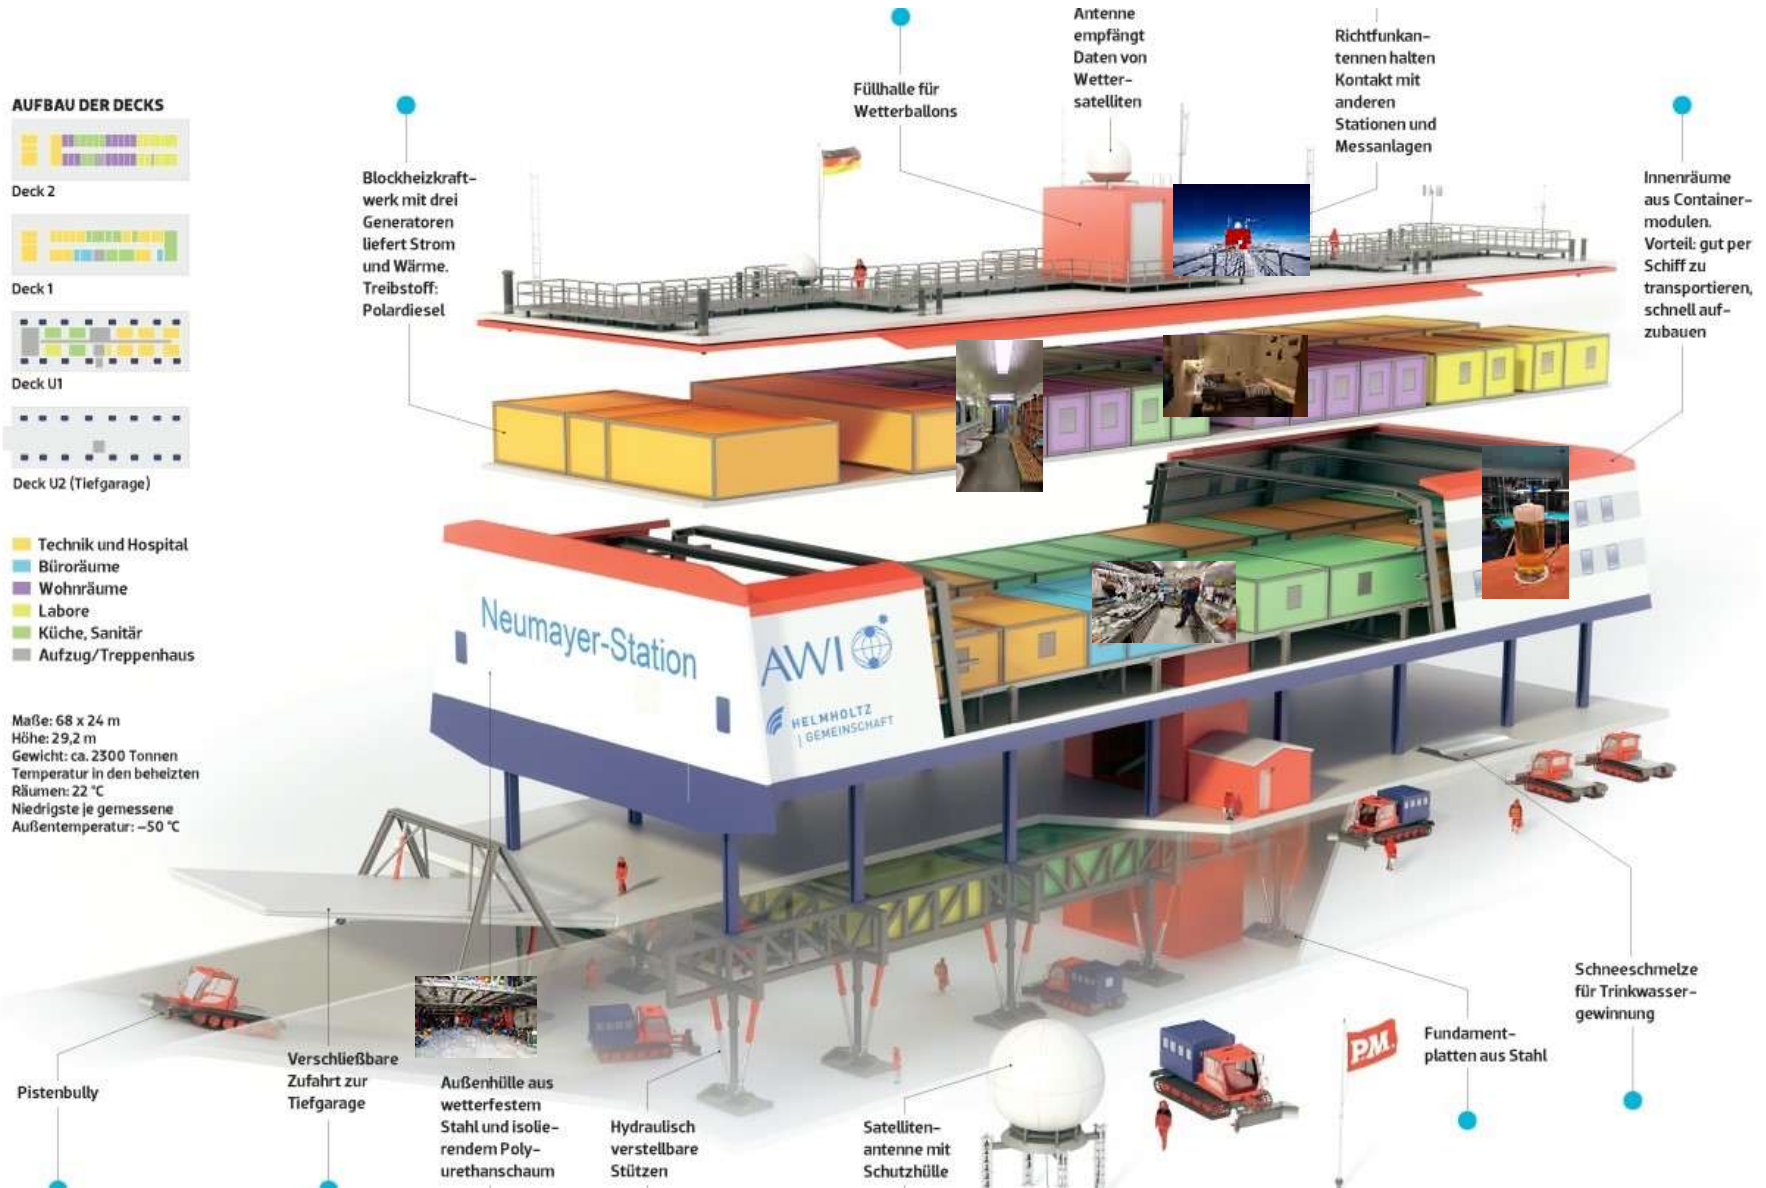 AUFBAU DER DECKS
Deck 2
Deck 1
Deck U1
Deck U2 (Tiefgarage)
Technik und Hospital
Büroräume
Wohnräume
Labore
Küche, Sanitär
Aufzug/Treppenhaus
Maße: 68 x 24 m
Höhe: 29,2 m
Gewicht: ca. 2300 Tonnen
Temperatur in den beheizten
Räumen: 22 °C
Niedrigste je gemessene
Außentemperatur: –50 °C
Blockheizkraft-
werk mit drei
Generatoren
liefert Strom
und Wärme.
Treibstoff:
Polardiesel
Füllhalle für
Wetterballons
Antenne
empfängt
Daten von
Wetter-
satelliten
Richtfunkan-
tennen halten
Kontakt mit
anderen
Stationen und
Messanlagen
Innenräume
aus Container-
modulen.
Vorteil: gut per
Schiff zu
transportieren,
schnell auf-
zubauen
Neumayer-Station
AWI
HELMHOLTZ
| GEMEINSCHAFT
Pistenbully
Verschließbare
Zufahrt zur
Tiefgarage
Außenhülle aus
wetterfestem
Stahl und isolie-
rendem Poly-
urethanschaum
Hydraulisch
verstellbare
Stützen
Satelliten-
antenne mit
Schutzhülle
P.M.
Fundament-
platten aus Stahl
Schneeschmelze
für Trinkwasser-
gewinnung